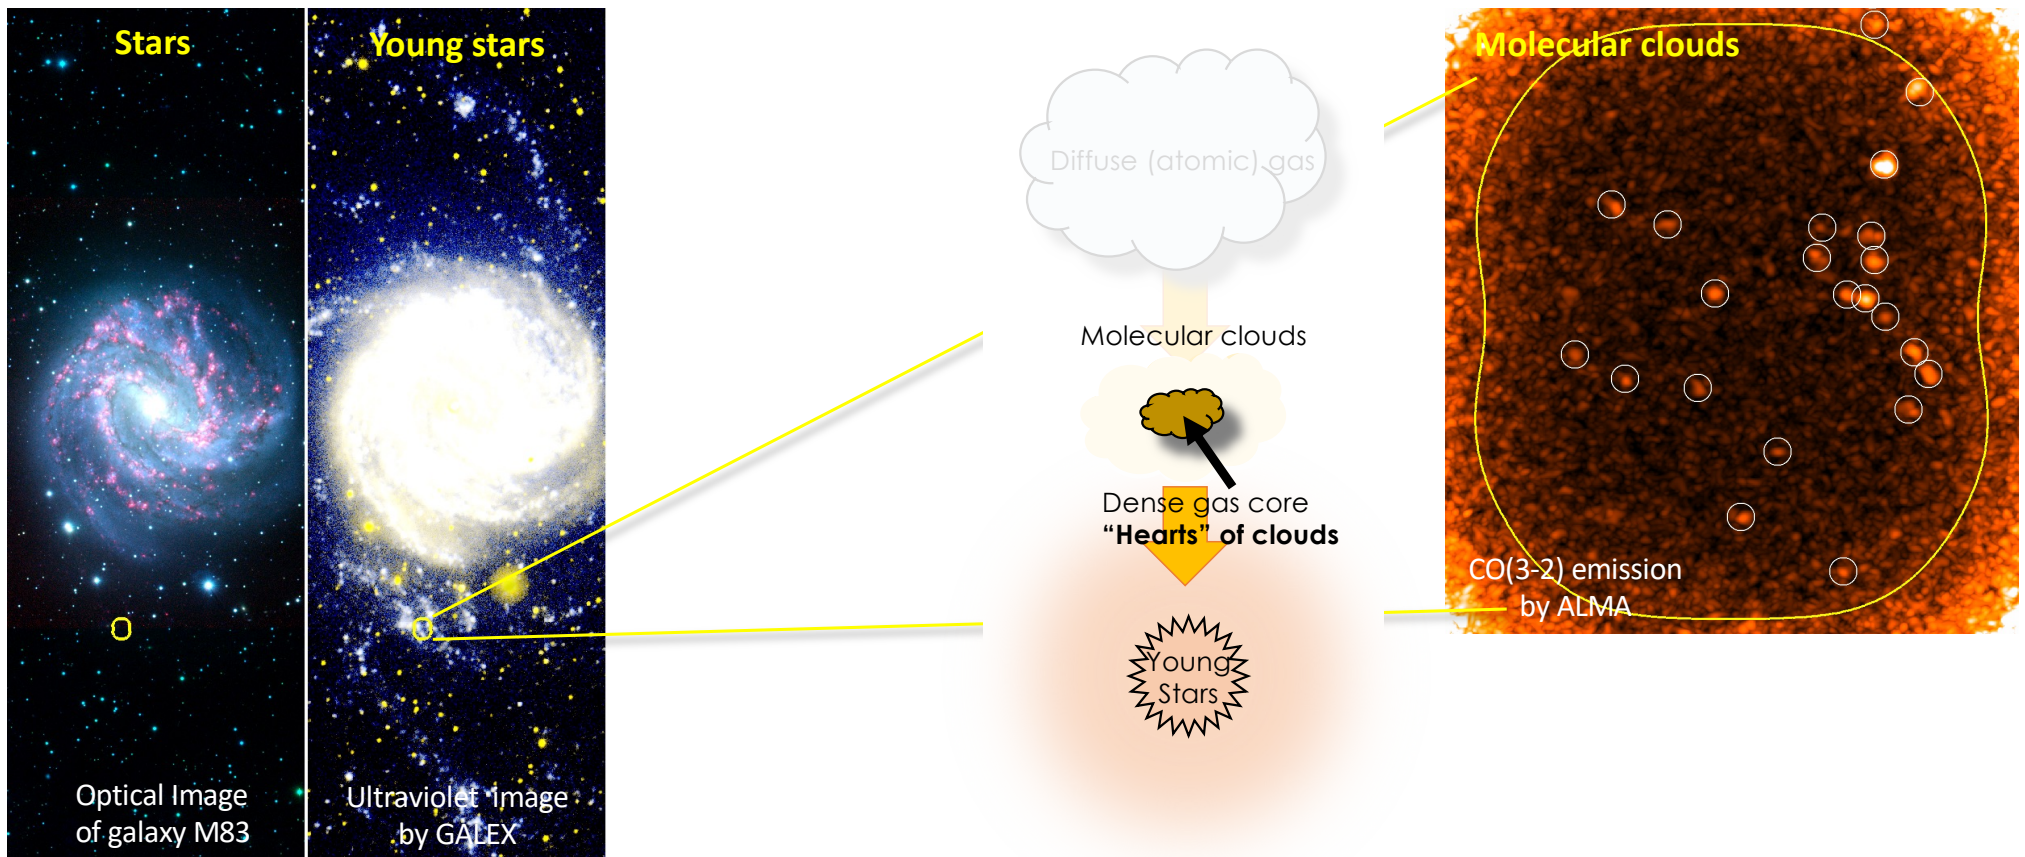 Stars
Young stars
Optical Image
of galaxy M83
Ultraviolet image
by GALEX
Diffuse (atomic) gas
Molecular clouds
Dense gas core
“Hearts” of clouds
Young
Stars
Molecular clouds
CO(3-2) emission
by ALMA